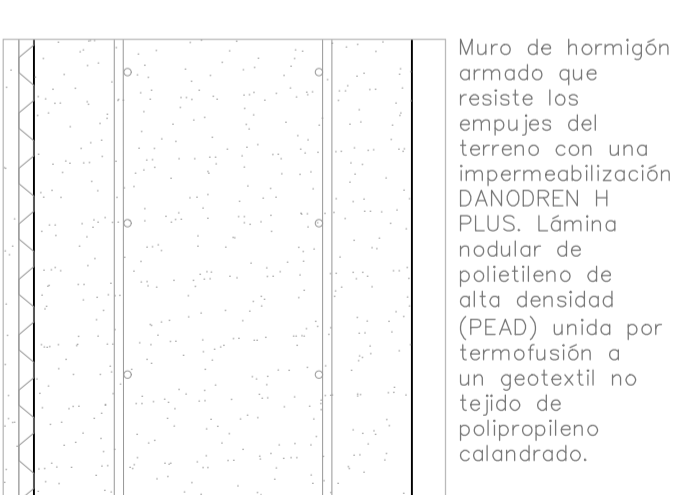 Muro de hormigón
armado que
resiste los
empujes del
terreno con una
impermeabilización
DANODREN H
PLUS. Lámina
nodular de
polietileno de
alta densidad
(PEAD) unida por
termofusión a
un geotextil no
tejido de
polipropileno
calandrado.